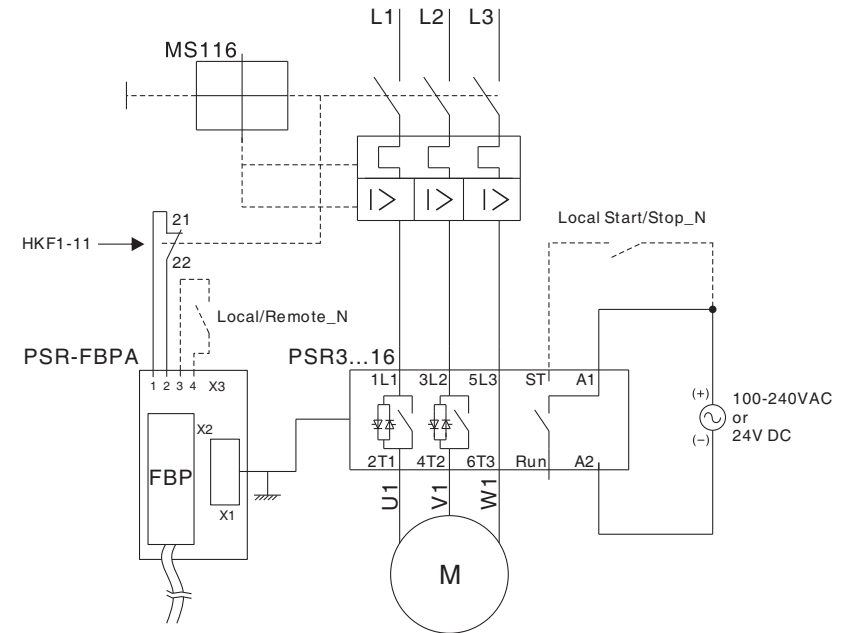 L1 L2 L3
MS116
I> I> I>
21
HKF1-11
22
Local Start/Stop_N
Local/Remote_N
PSR-FBPA
PSR3...16
1 2 3 4 X3
1L1 3L2 5L3 ST A1
(+)
100-240VAC
or
24V DC
(−)
X2
FBP
X1
2T1 4T2 6T3 Run A2
U1 V1 W1
M